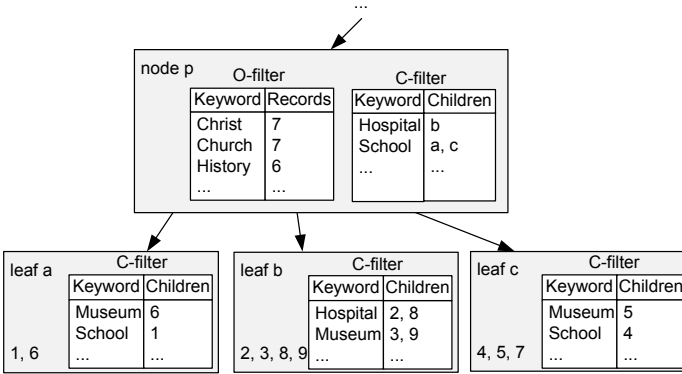 ...
node p
O-filter
Keyword Records
Christ 7
Church 7
History 6
... ...
C-filter
Keyword Children
Hospital b
School a, c
... ...
leaf a
C-filter
Keyword Children
Museum 6
School 1
... ...
1, 6
leaf b
C-filter
Keyword Children
Hospital 2, 8
Museum 3, 9
... ...
2, 3, 8, 9
leaf c
C-filter
Keyword Children
Museum 5
School 4
... ...
4, 5, 7